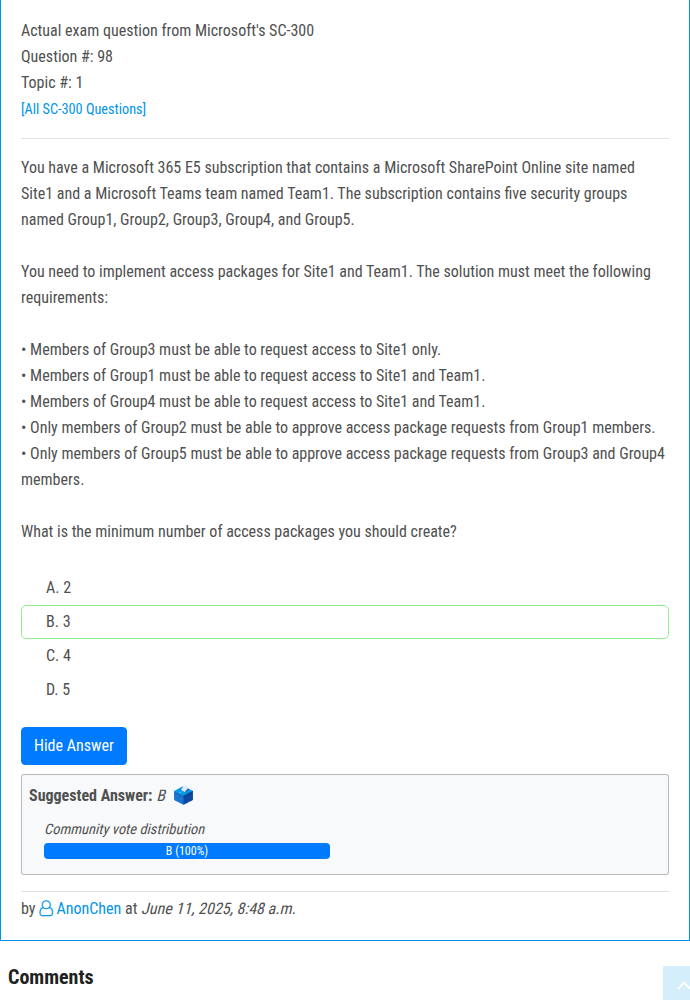 Actual exam question from Microsoft's SC-300
Question #: 98
Topic #: 1
[All SC-300 Questions]
You have a Microsoft 365 E5 subscription that contains a Microsoft SharePoint Online site named
Site1 and a Microsoft Teams team named Team1. The subscription contains five security groups
named Group1, Group2, Group3, Group4, and Group5.
You need to implement access packages for Site1 and Team1. The solution must meet the following
requirements:
• Members of Group3 must be able to request access to Site1 only.
• Members of Group1 must be able to request access to Site1 and Team1.
• Members of Group4 must be able to request access to Site1 and Team1.
• Only members of Group2 must be able to approve access package requests from Group1 members.
• Only members of Group5 must be able to approve access package requests from Group3 and Group4
members.
What is the minimum number of access packages you should create?
A. 2
B. 3
C. 4
D. 5
Hide Answer
Suggested Answer: B
Community vote distribution
B (100%)
by AnonChen at June 11, 2025, 8:48 a.m.
Comments